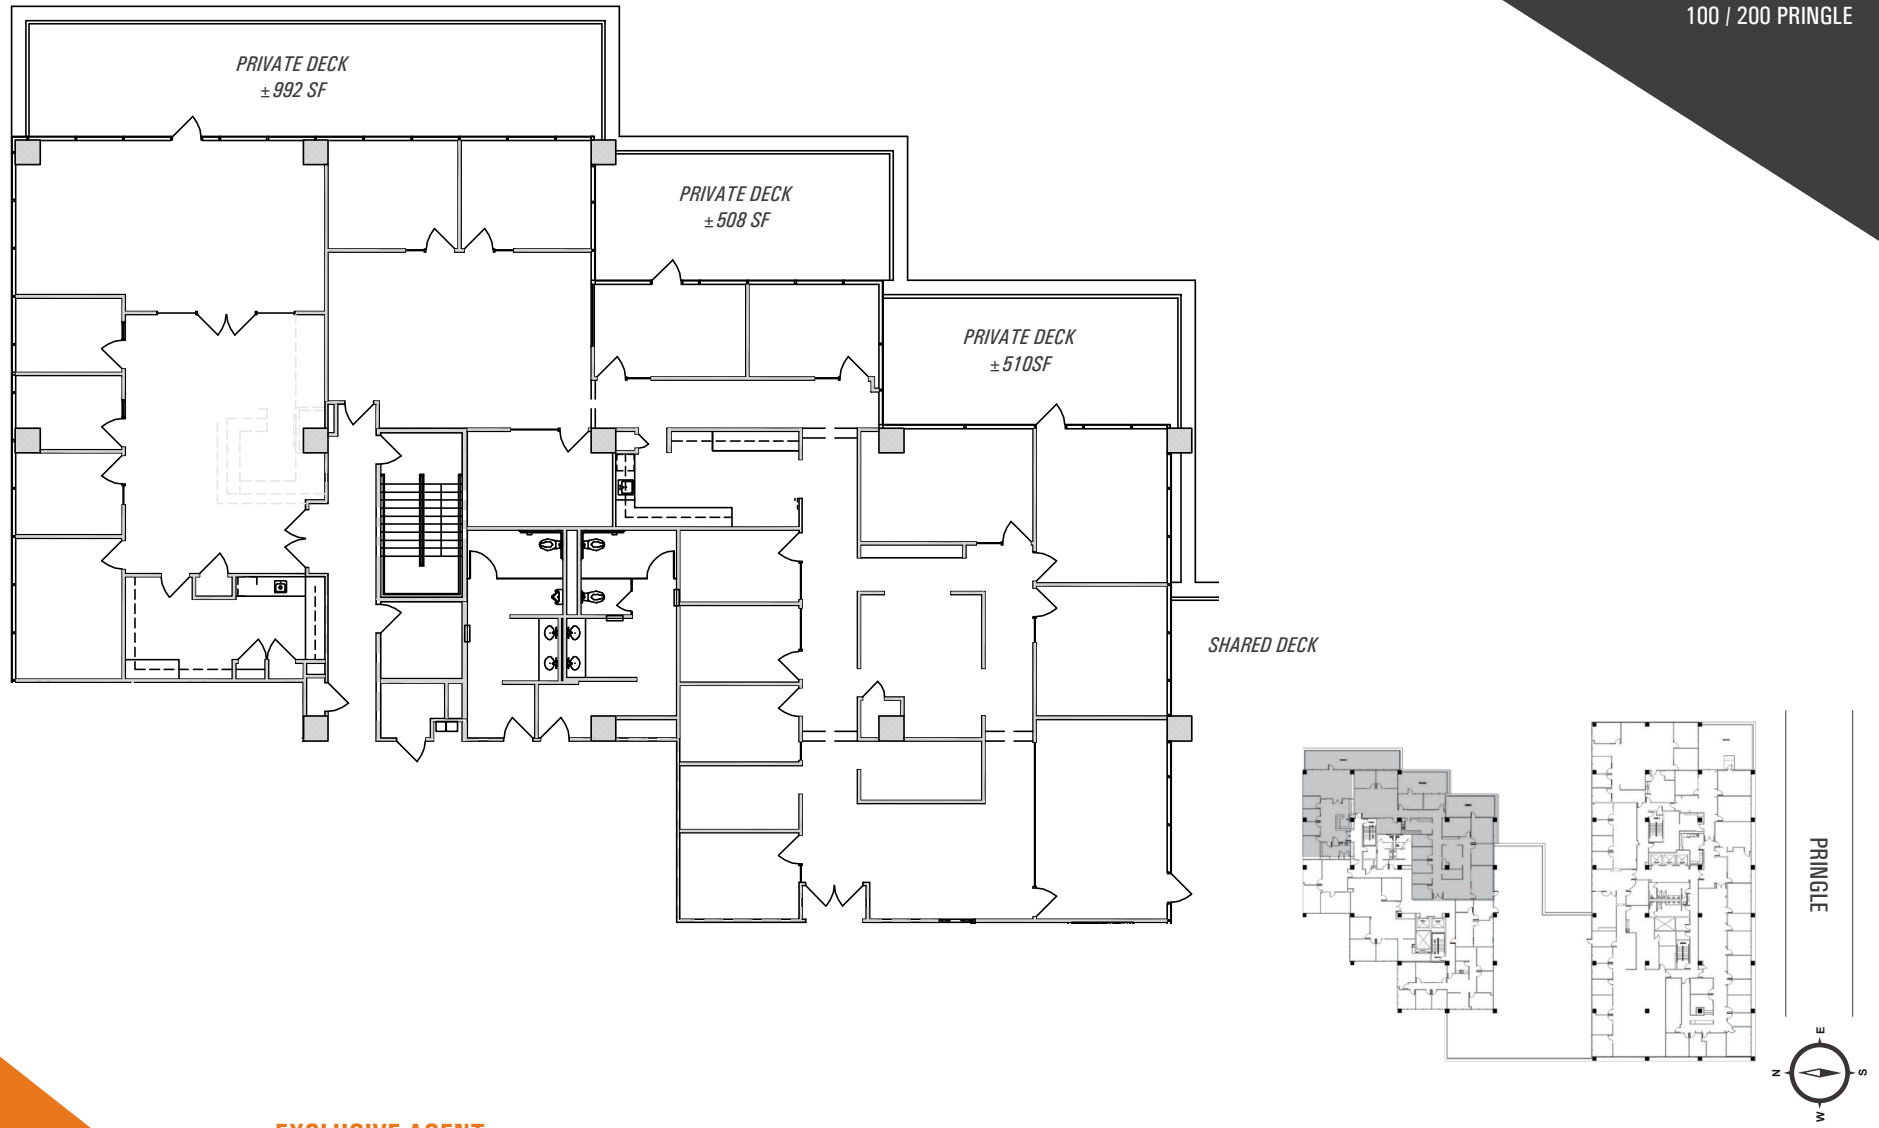 100 / 200 PRINGLE
PRIVATE DECK
±992 SF
PRIVATE DECK
±508 SF
PRIVATE DECK
±510SF
SHARED DECK
PRINGLE
E
N
S
W
EXCLUSIVE AGENT